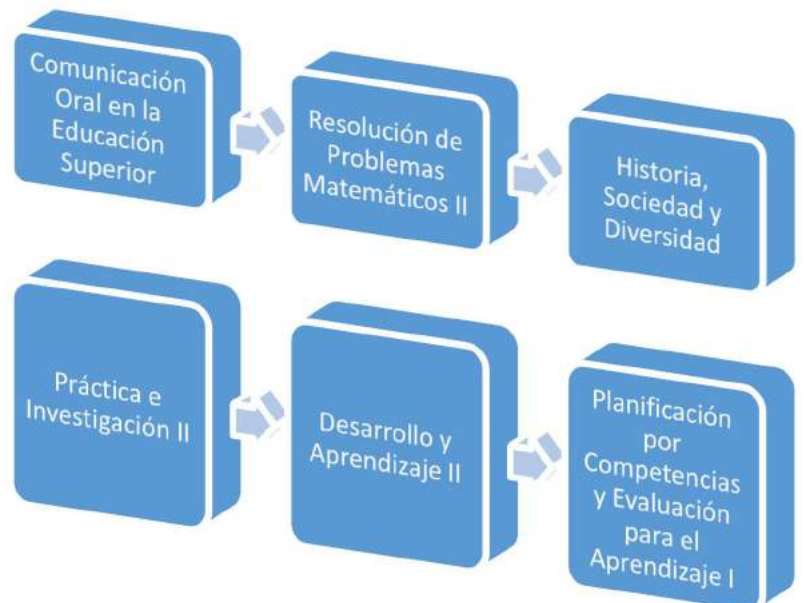 Comunicación
Oral en la
Educación
Superior
Resolución de
Problemas
Matemáticos II
Historia,
Sociedad y
Diversidad
Práctica e
Investigación II
Desarrollo y
Aprendizaje II
Planificación
por
Competencias
y Evaluación
para el
Aprendizaje I